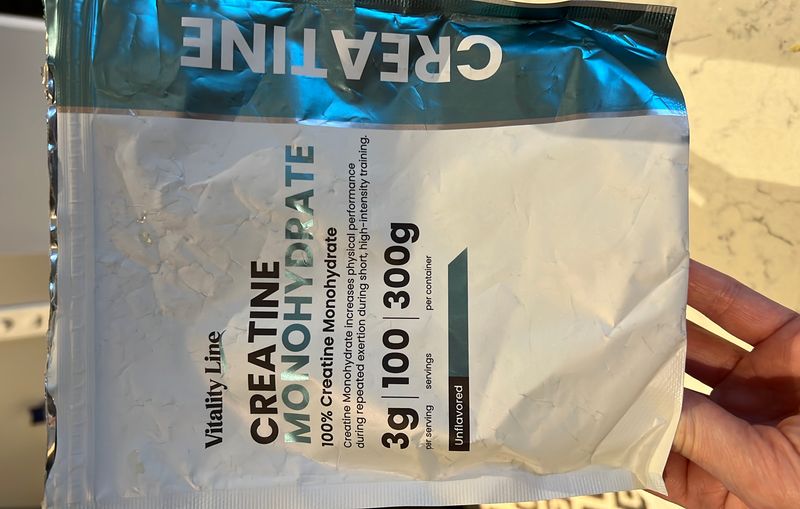 CREATINE
Vitality Line
CREATINE
MONOHYDRATE
100% Creatine Monohydrate
Creatine Monohydrate increases physical performance
during repeated exertion during short, high-intensity training.
3g | 100 | 300g
per serving servings per container
Unflavored